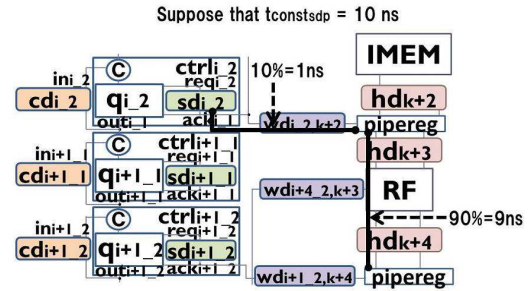 Suppose that tconstsdp = 10 ns
IMEM
ctrli_2
10%=1ns
ini_2
C
reqi_2
cdi_2
qi_2
sdi_2
hdk+2
outi_1
acki_1
wdi_2,k+2
pipereg
ctrli+1_1
hdk+3
ini+1_1
C
reqi+1_1
cdi+1_1
qi+1_1
sdi+1_1
wdi+4_2,k+3
RF
outi+1_1
acki+1_1
ctrli+1_2
90%=9ns
ini+1_2
C
reqi+1_2
hdk+4
cdi+1_2
qi+1_2
sdi+1_2
outi+1_2
acki+1_2
wdi+1_2,k+4
pipereg